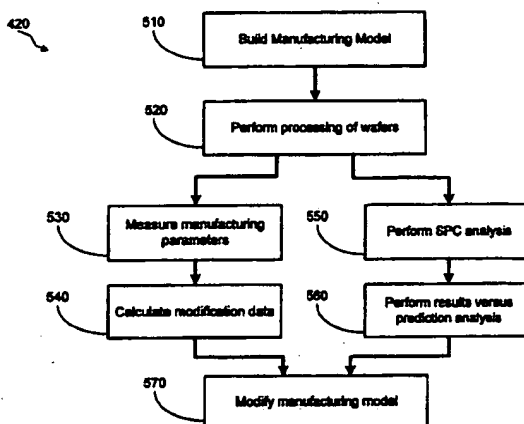 420
510
Build Manufacturing Model
520
Perform processing of wafers
530
Measure manufacturing
parameters
550
Perform SPC analysis
540
Calculate modification data
560
Perform results versus
prediction analysis
570
Modify manufacturing model